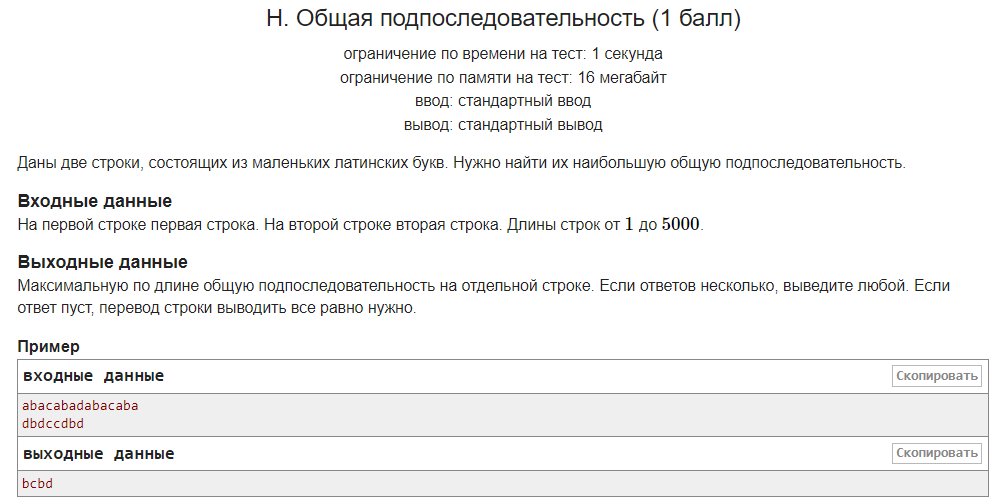 H. Общая подпоследовательность (1 балл)
ограничение по времени на тест: 1 секунда
ограничение по памяти на тест: 16 мегабайт
ввод: стандартный ввод
вывод: стандартный вывод
Даны две строки, состоящих из маленьких латинских букв. Нужно найти их наибольшую общую подпоследовательность.
Входные данные
На первой строке первая строка. На второй строке вторая строка. Длины строк от 1 до 5000.
Выходные данные
Максимальную по длине общую подпоследовательность на отдельной строке. Если ответов несколько, выведите любой. Если
ответ пуст, перевод строки выводить все равно нужно.
Пример
входные данные Скопировать
abacabadabacaba
dbdccdbd
выходные данные Скопировать
bcbd